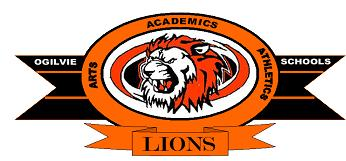 ACADEMICS
ARTS
ATHLETICS
OGILVIE
SCHOOLS
LIONS